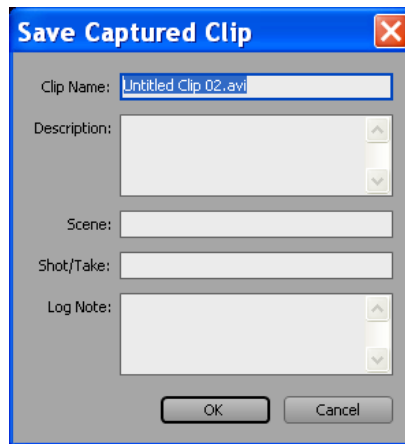 Save Captured Clip
Clip Name: Untitled Clip 02.avi
Description:
Scene:
Shot/Take:
Log Note:
OK Cancel